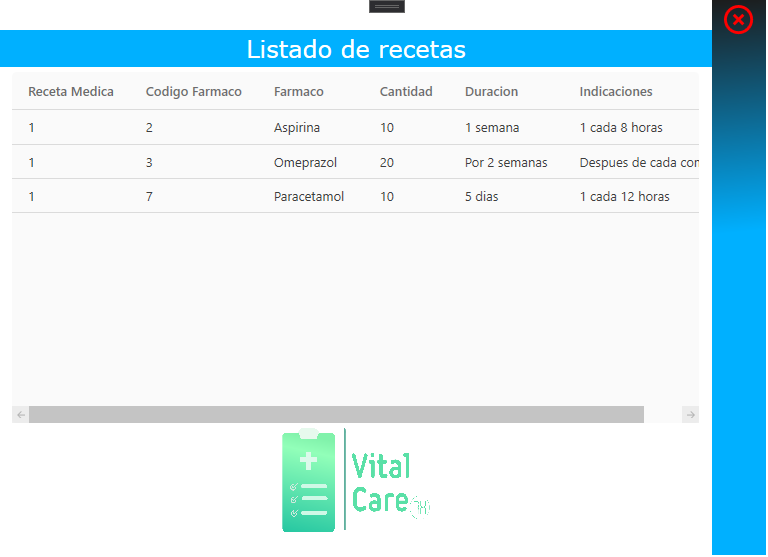 Listado de recetas
Receta Medica Codigo Farmaco Farmaco Cantidad Duracion Indicaciones
1 2 Aspirina 10 1 semana 1 cada 8 horas
1 3 Omeprazol 20 Por 2 semanas Despues de cada con
1 7 Paracetamol 10 5 dias 1 cada 12 horas
Vital
Care